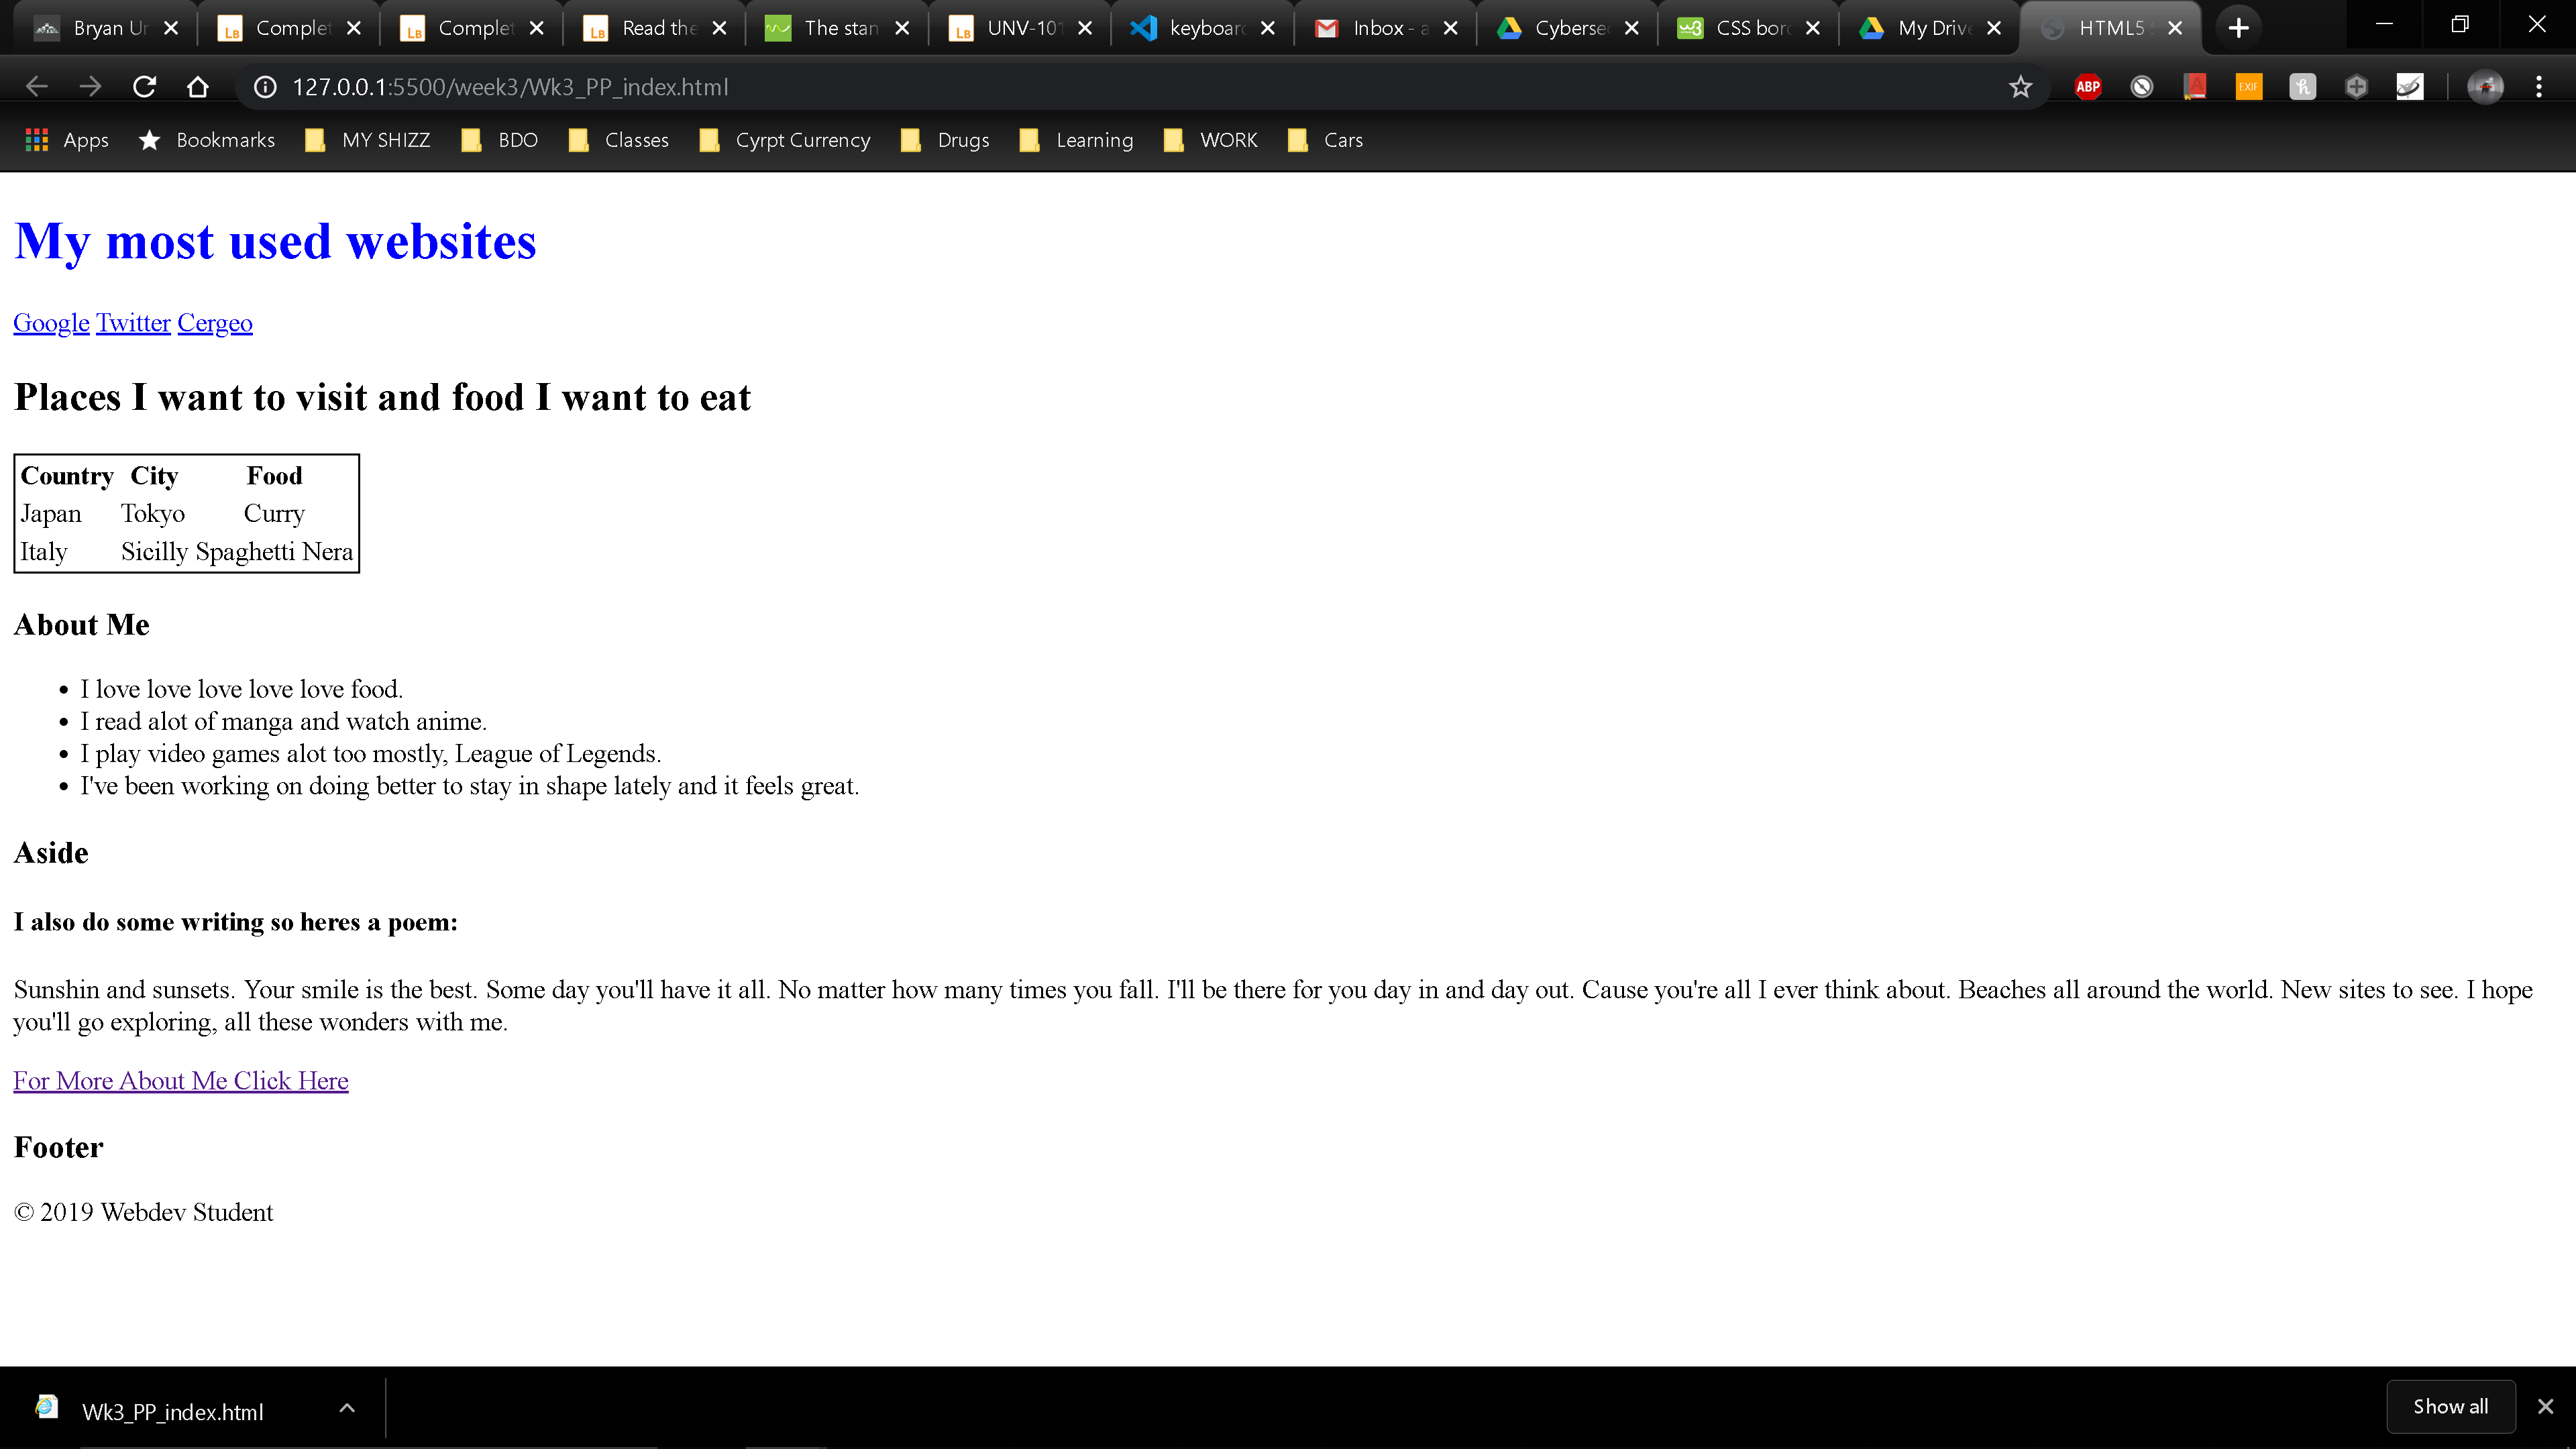 Bryan Un
Complet
Complet
Read the
The stan
UNV-101
keyboard
Inbox - a
Cyberse
CSS bord
My Drive
HTML5
127.0.0.1:5500/week3/Wk3_PP_index.html
ABP
EXIF
Apps Bookmarks MY SHIZZ BDO Classes Cyrpt Currency Drugs Learning WORK Cars
My most used websites
Google Twitter Cergeo
Places I want to visit and food I want to eat
Country City Food
Japan Tokyo Curry
Italy Sicilly Spaghetti Nera
About Me
• I love love love love love food.
• I read alot of manga and watch anime.
• I play video games alot too mostly, League of Legends.
• I've been working on doing better to stay in shape lately and it feels great.
Aside
I also do some writing so heres a poem:
Sunshin and sunsets. Your smile is the best. Some day you'll have it all. No matter how many times you fall. I'll be there for you day in and day out. Cause you're all I ever think about. Beaches all around the world. New sites to see. I hope
you'll go exploring, all these wonders with me.
For More About Me Click Here
Footer
© 2019 Webdev Student
Wk3_PP_index.html
Show all